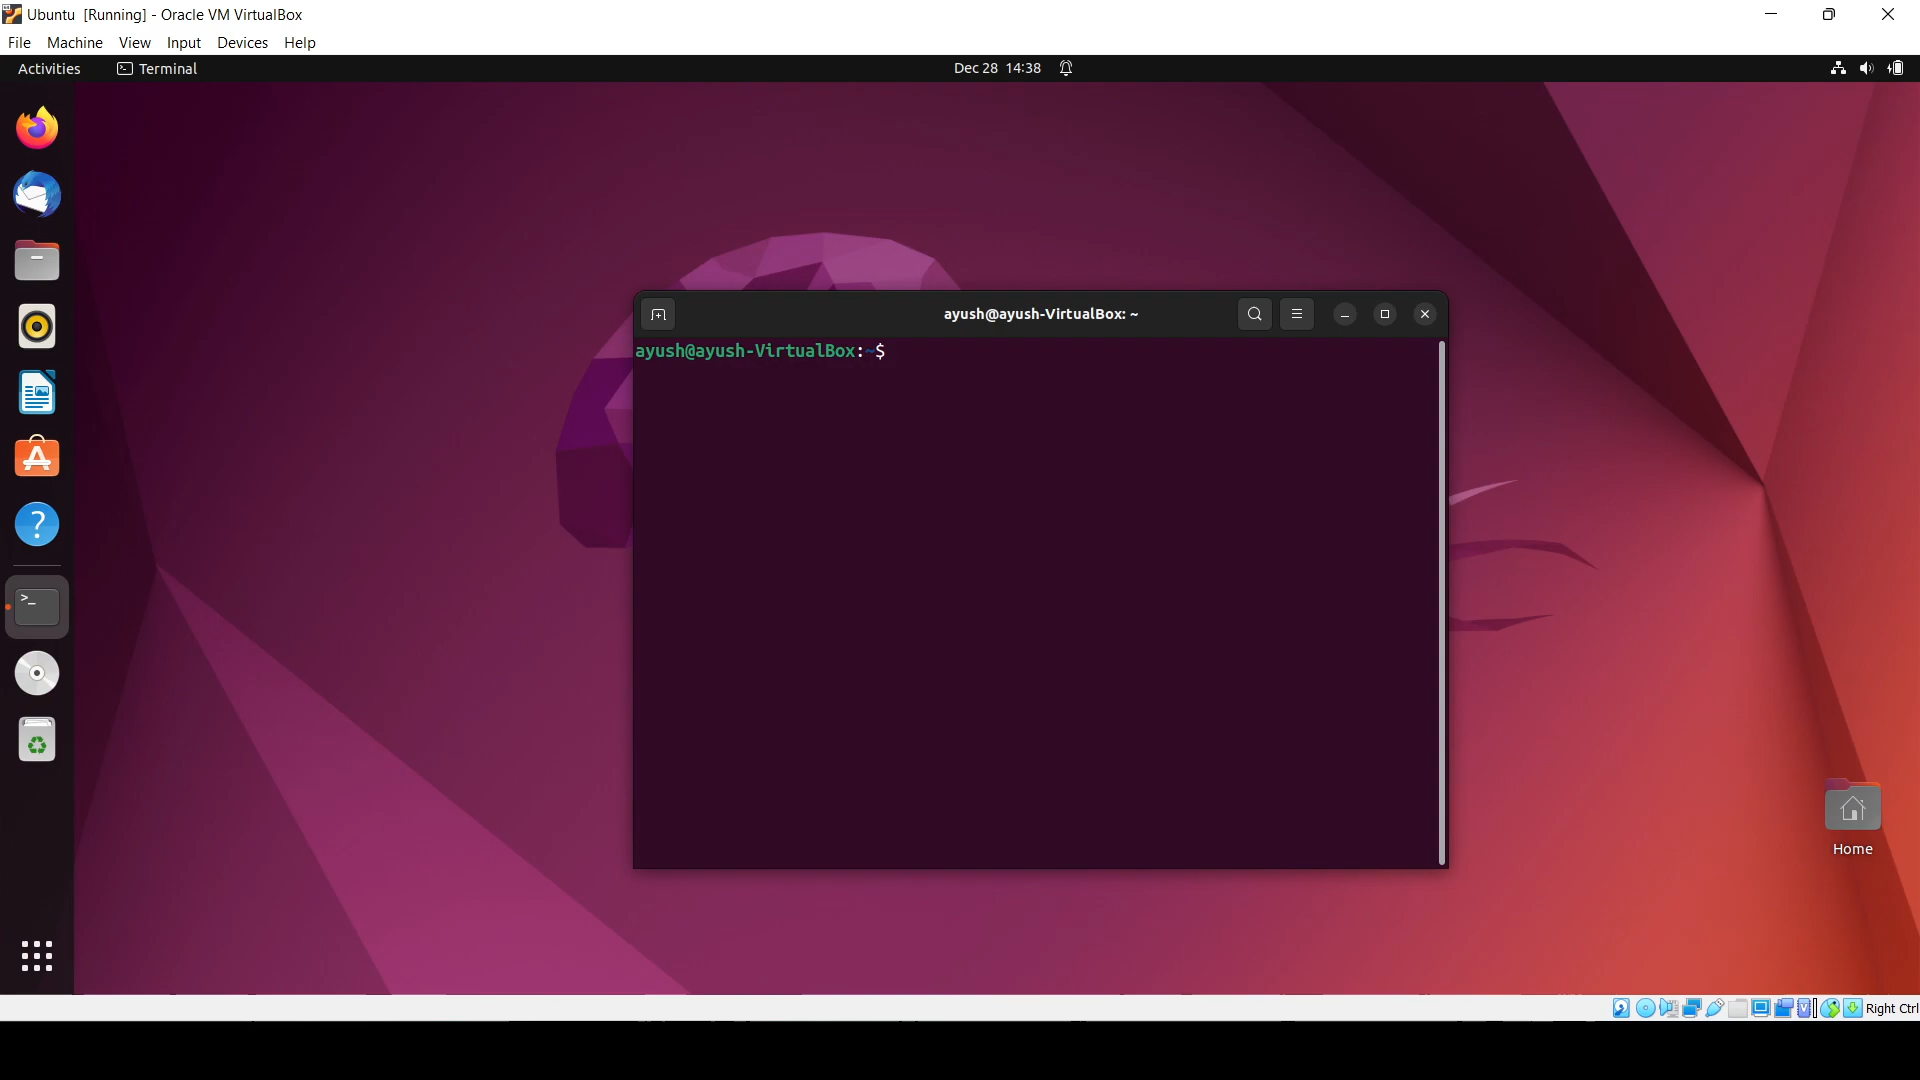 Ubuntu [Running] - Oracle VM VirtualBox
File Machine View Input Devices Help
Activities Terminal Dec 28 14:38
ayush@ayush-VirtualBox: ~
ayush@ayush-VirtualBox:~$
Home
Right Ctrl